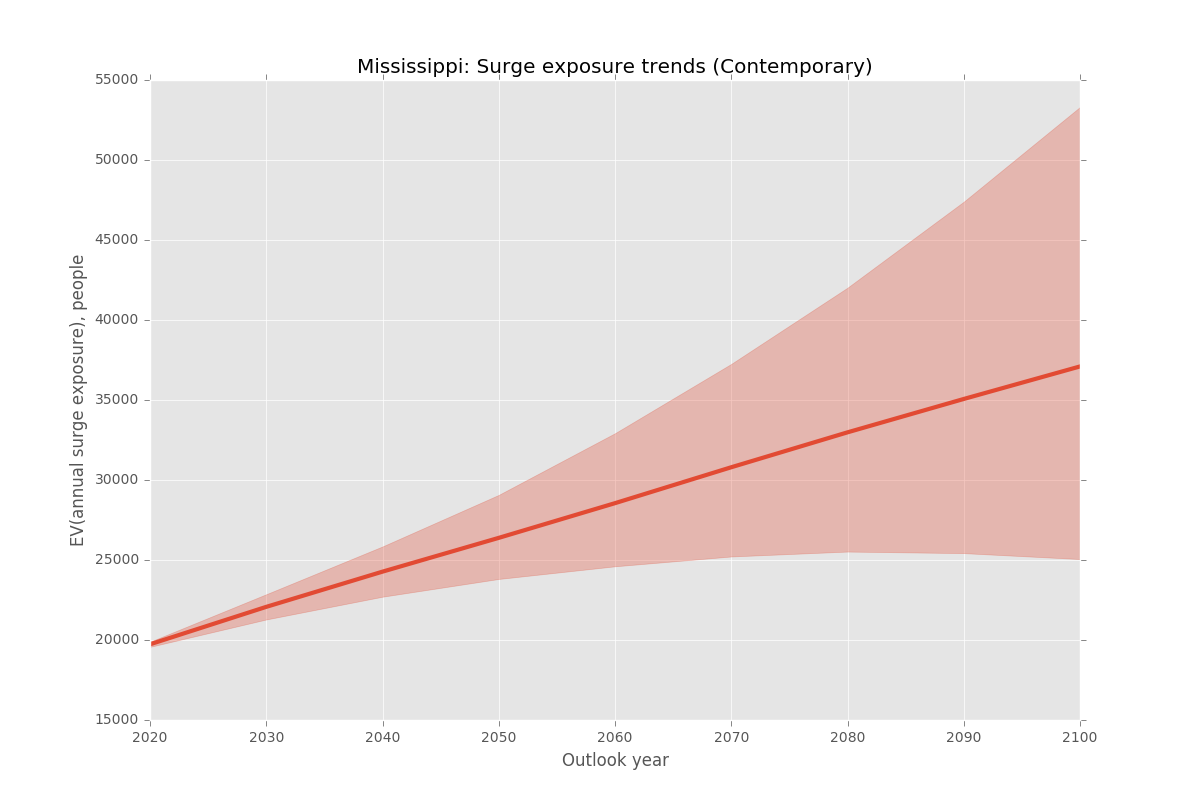 Mississippi: Surge exposure trends (Contemporary)
55000
50000
45000
40000
35000
30000
25000
20000
15000
EV(annual surge exposure), people
2020 2030 2040 2050 2060 2070 2080 2090 2100
Outlook year